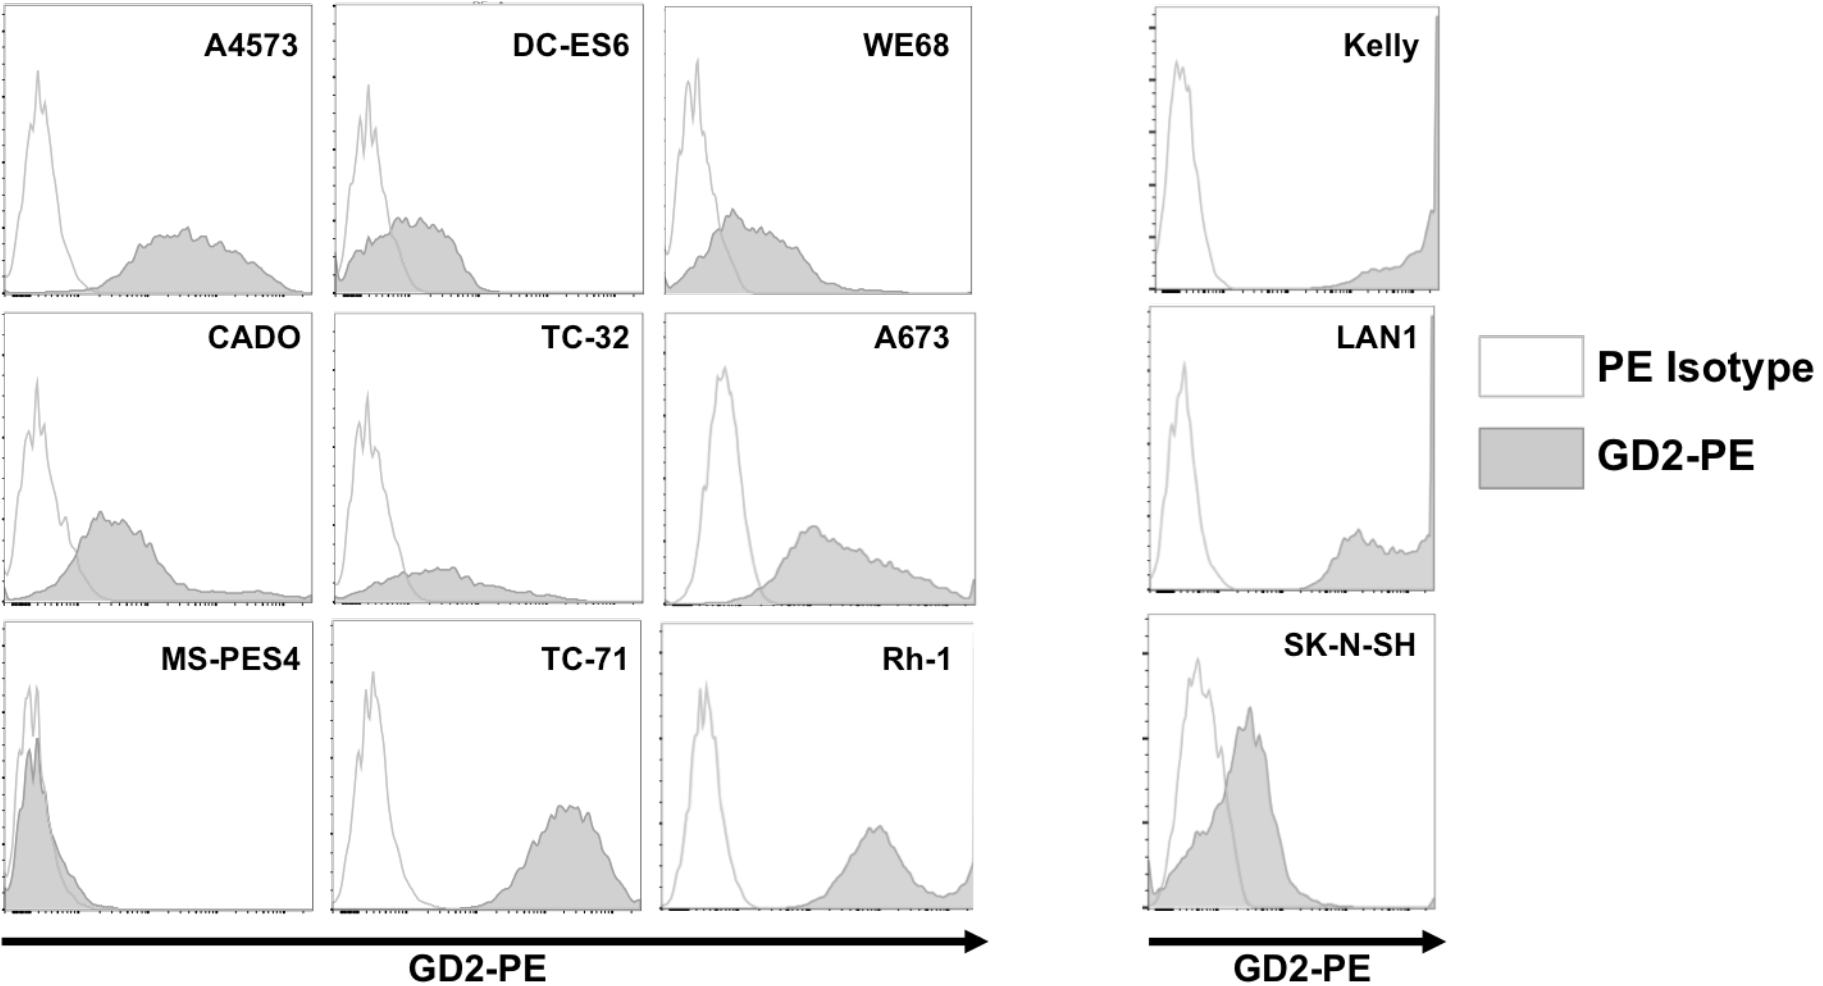 A4573
DC-ES6
WE68
Kelly
CADO
TC-32
A673
LAN1
PE Isotype
GD2-PE
MS-PES4
TC-71
Rh-1
SK-N-SH
GD2-PE
GD2-PE